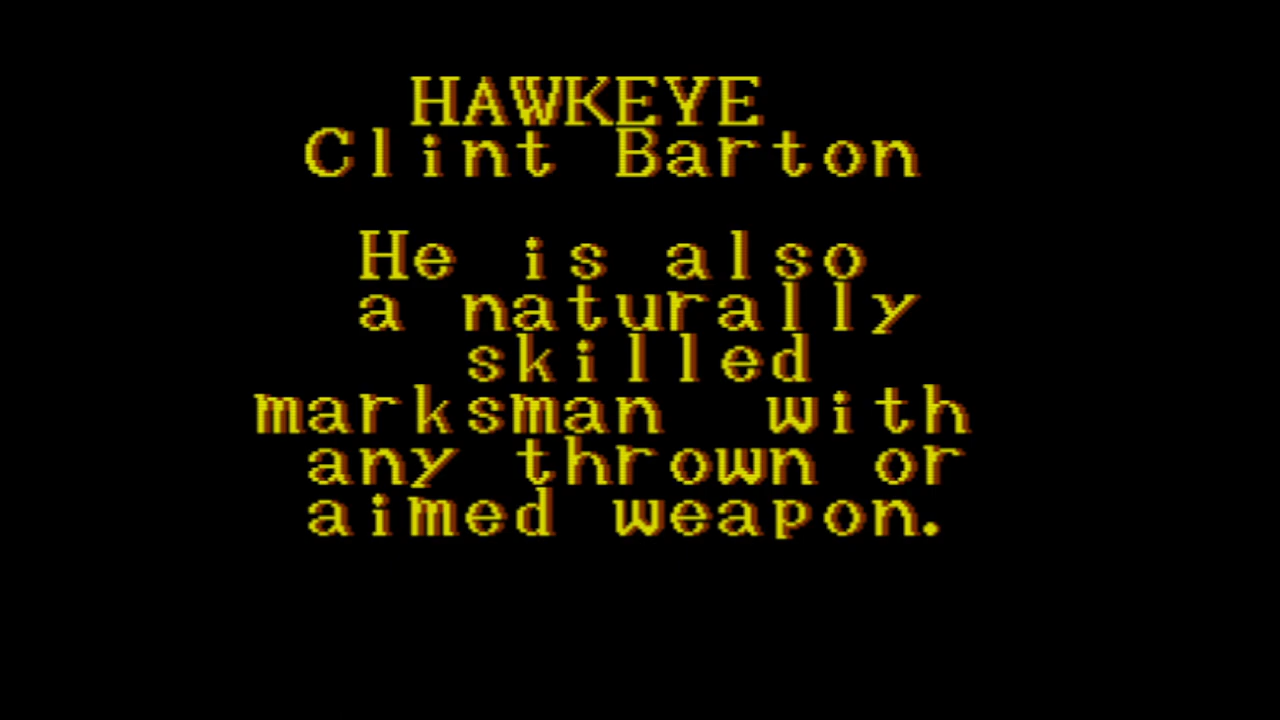 HAWKEYE
Clint Barton
He is also
a naturally
skilled
marksman with
any thrown or
aimed weapon.